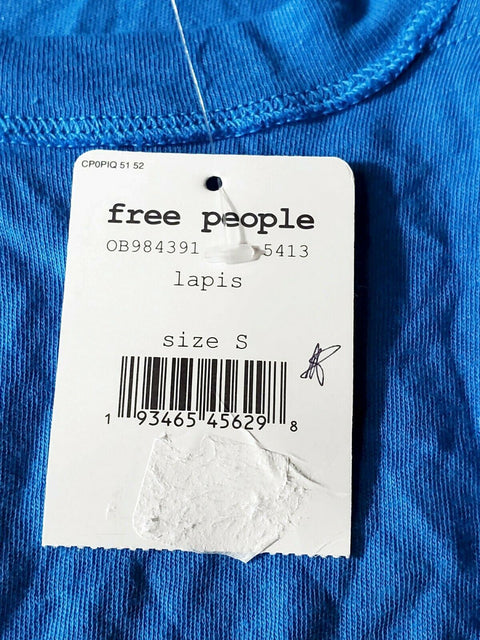 CP0PIQ 51 52
free people
OB984391 5413
lapis
size S
1 93465 45629 8